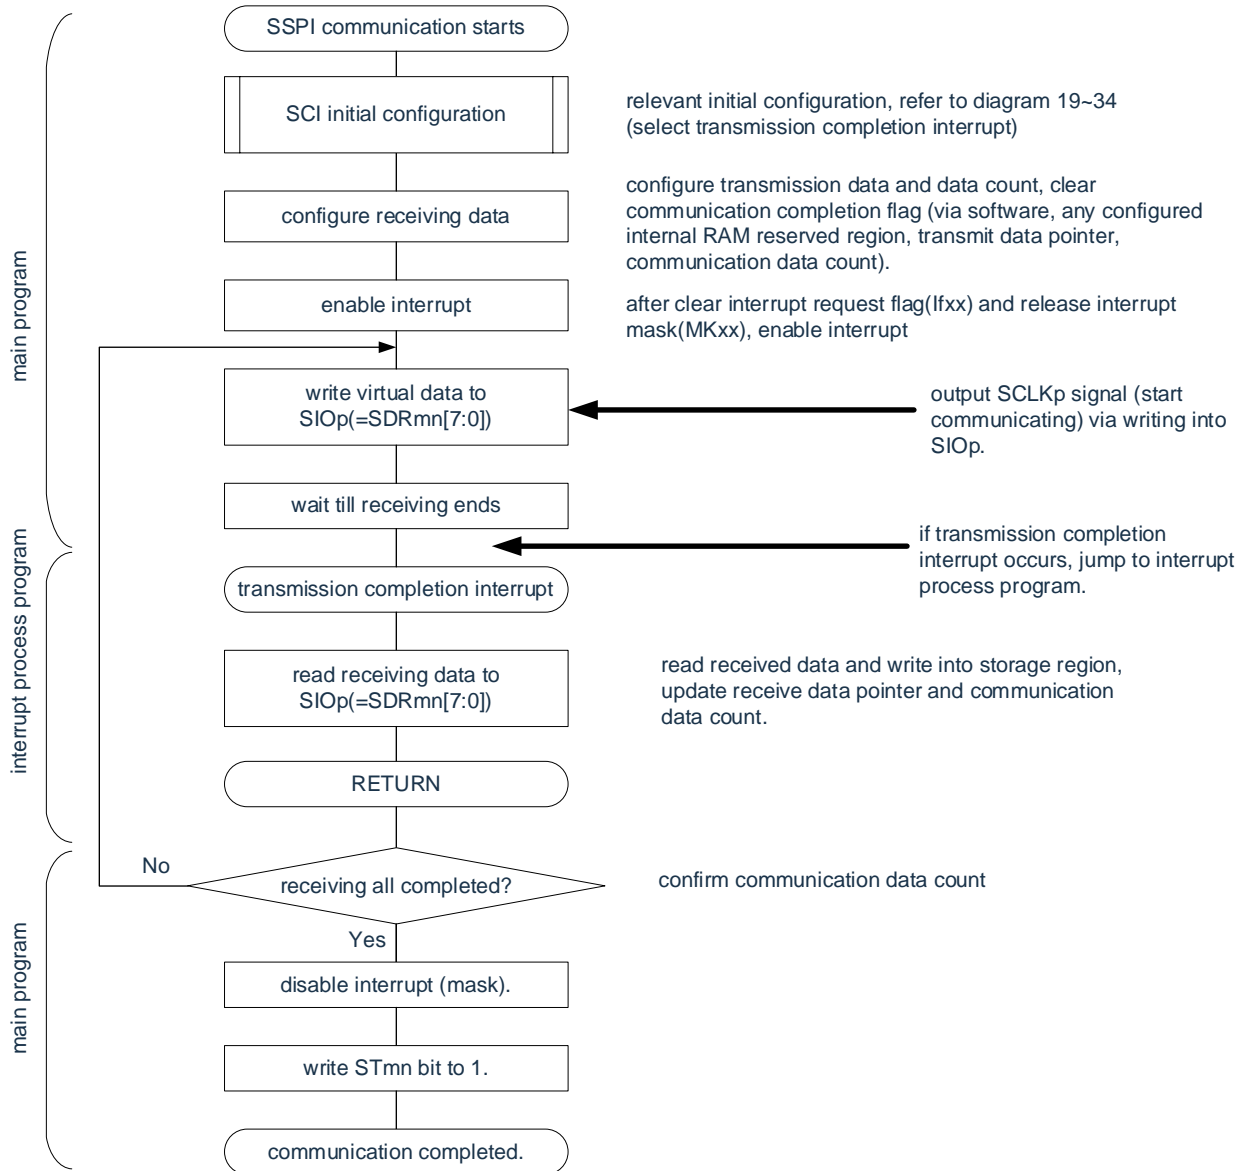 SSPI communication starts
SCI initial configuration
relevant initial configuration, refer to diagram 19~34
(select transmission completion interrupt)
configure receiving data
configure transmission data and data count, clear
communication completion flag (via software, any configured
internal RAM reserved region, transmit data pointer,
communication data count).
main program
enable interrupt
after clear interrupt request flag(Ifxx) and release interrupt
mask(MKxx), enable interrupt
write virtual data to
SIOp(=SDRmn[7:0])
output SCLKp signal (start
communicating) via writing into
SIOp.
wait till receiving ends
if transmission completion
interrupt occurs, jump to interrupt
process program.
interrupt process program
transmission completion interrupt
read receiving data to
SIOp(=SDRmn[7:0])
read received data and write into storage region,
update receive data pointer and communication
data count.
RETURN
No
receiving all completed?
confirm communication data count
Yes
main program
disable interrupt (mask).
write STmn bit to 1.
communication completed.